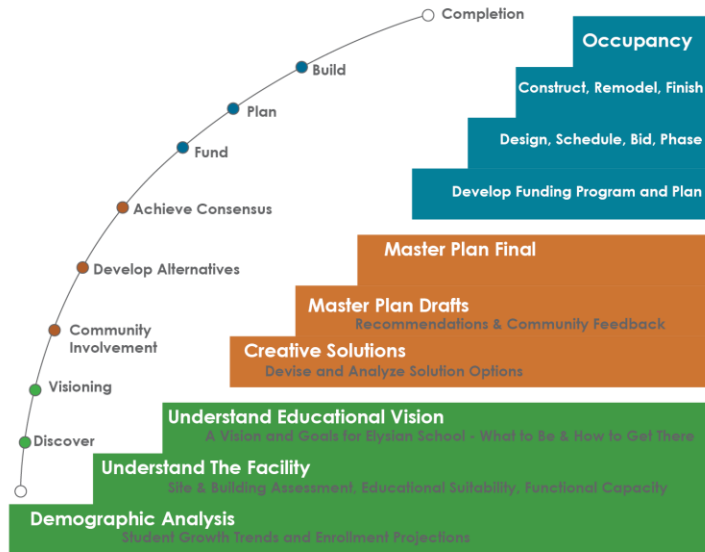 Completion
Occupancy
Build
Construct, Remodel, Finish
Plan
Design, Schedule, Bid, Phase
Fund
Develop Funding Program and Plan
Achieve Consensus
Master Plan Final
Develop Alternatives
Master Plan Drafts
Recommendations & Community Feedback
Community
Involvement
Creative Solutions
Devise and Analyze Solution Options
Visioning
Understand Educational Vision
A Vision and Goals for Elysian School - What to Be & How to Get There
Discover
Understand The Facility
Site & Building Assessment, Educational Suitability, Functional Capacity
Demographic Analysis
Student Growth Trends and Enrollment Projections